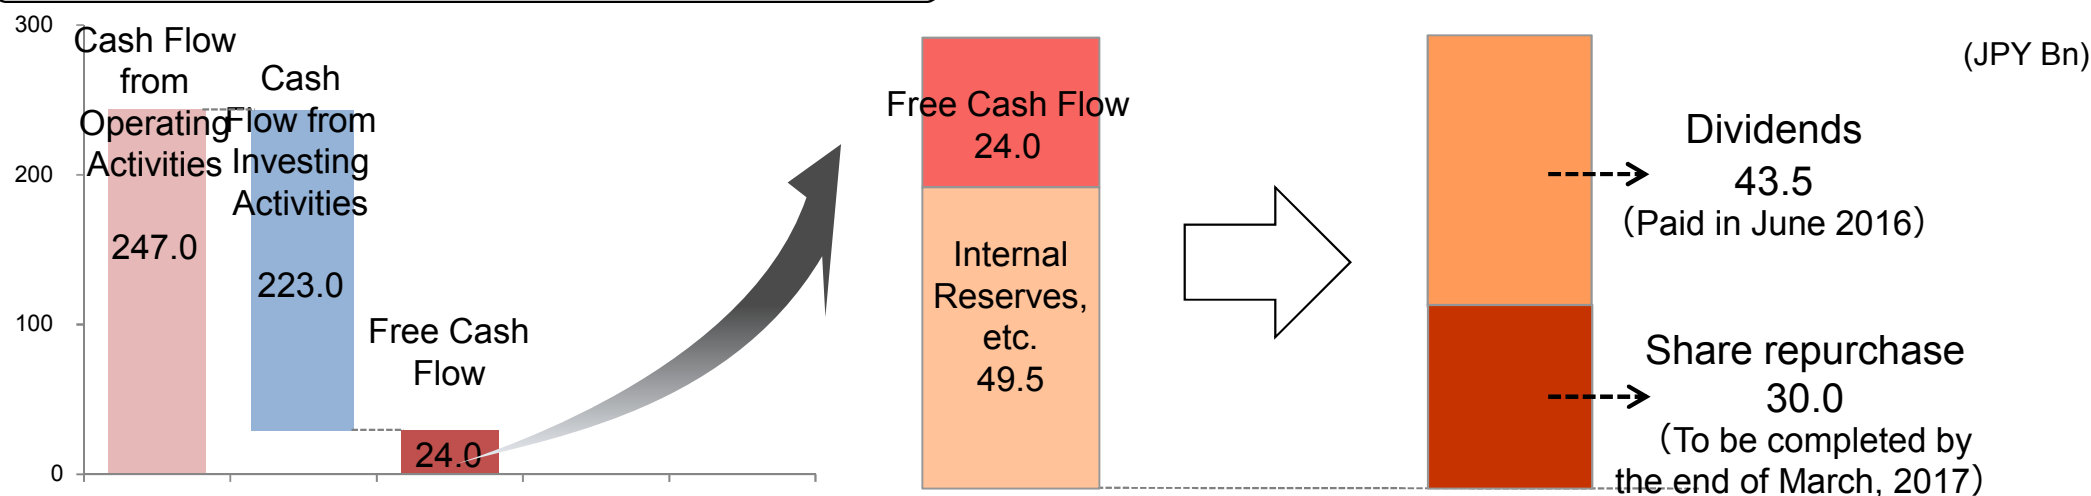 300
200
100
0
Cash Flow
from
Operating
Activities
247.0
Cash
Flow from
Investing
Activities
223.0
Free Cash
Flow
24.0
Free Cash Flow
24.0
Internal
Reserves,
etc.
49.5
(JPY Bn)
Dividends
43.5
（Paid in June 2016）
Share repurchase
30.0
（To be completed by
the end of March, 2017）